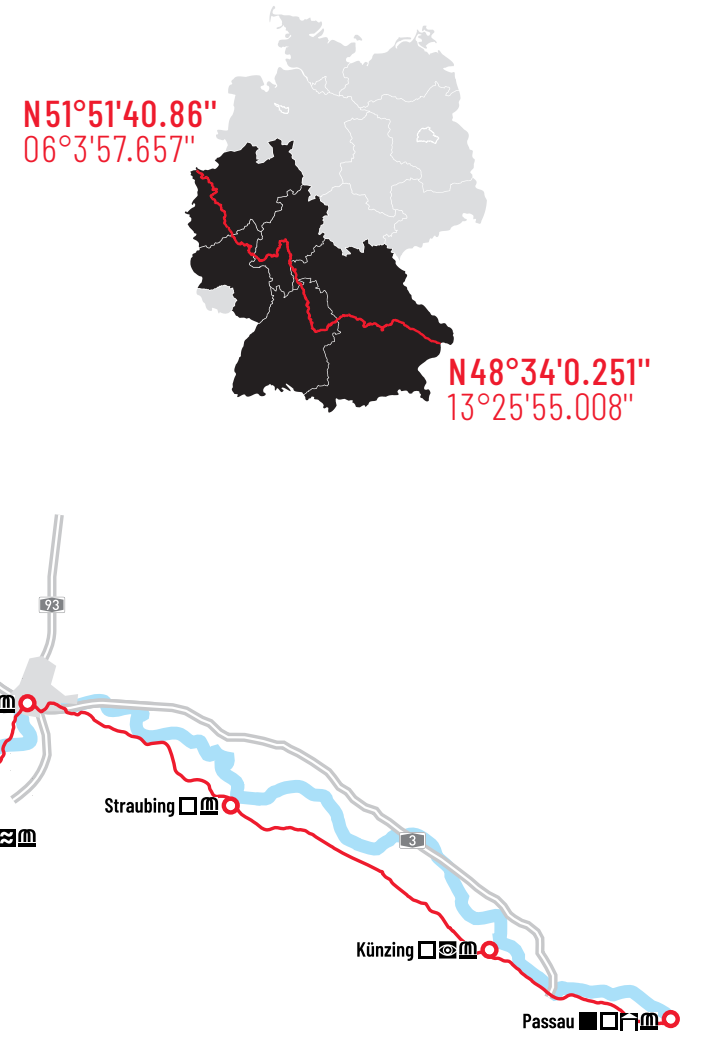 N51°51'40.86"
06°3'57.657"
N48°34'0.251"
13°25'55.008"
93
Straubing
3
Künzing
Passau